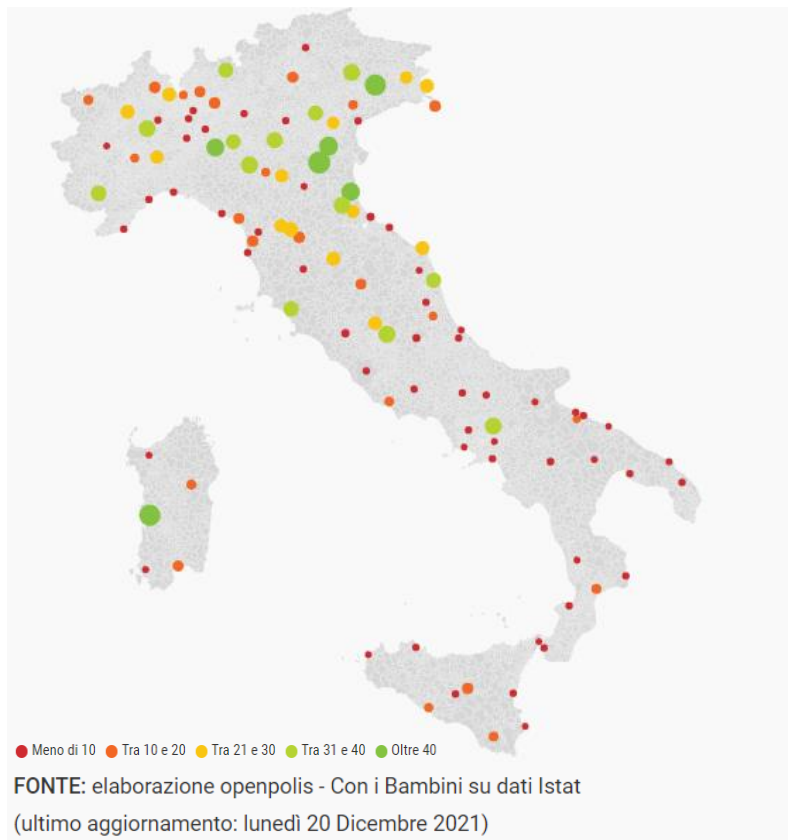 Meno di 10 Tra 10 e 20 Tra 21 e 30 Tra 31 e 40 Oltre 40
FONTE: elaborazione openpolis - Con i Bambini su dati Istat
(ultimo aggiornamento: lunedì 20 Dicembre 2021)